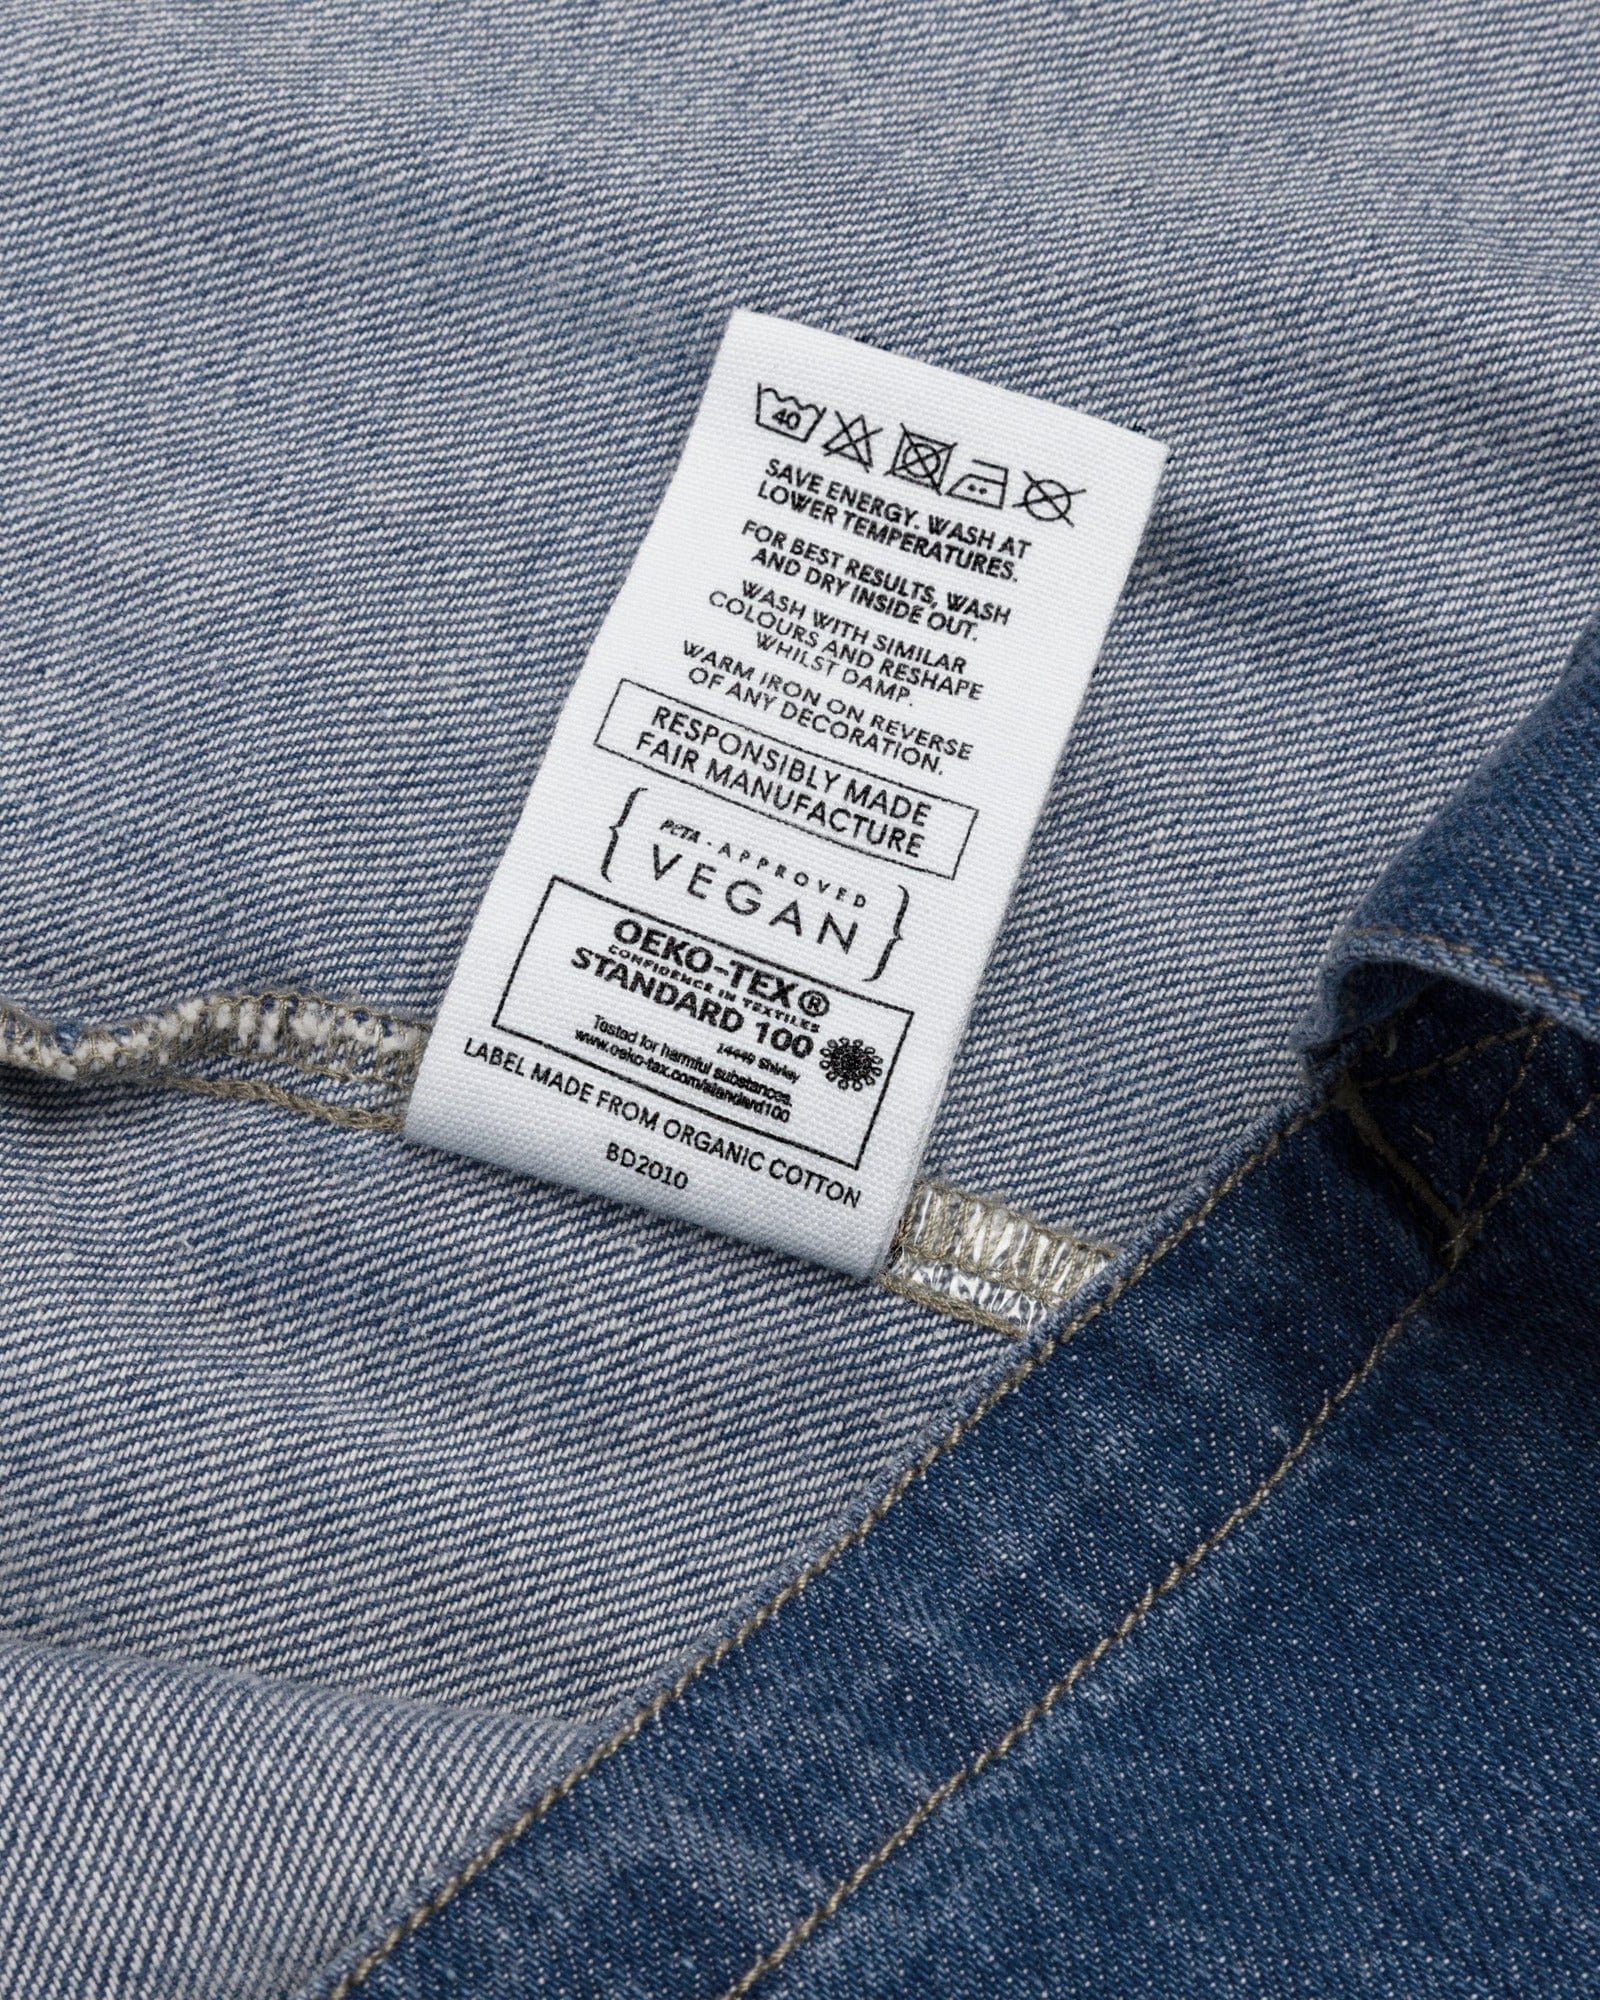 40
SAVE ENERGY. WASH AT
LOWER TEMPERATURES.
FOR BEST RESULTS, WASH
AND DRY INSIDE OUT.
WASH WITH SIMILAR
COLOURS AND RESHAPE
WHILST DAMP.
WARM IRON ON REVERSE
OF ANY DECORATION.
RESPONSIBLY MADE
FAIR MANUFACTURE
PETA-APPROVED
VEGAN
OEKO-TEX®
CONFIDENCE IN TEXTILES
STANDARD 100
14449 Shirley
Tested for harmful substances.
www.oeko-tex.com/standard100
LABEL MADE FROM ORGANIC COTTON
BD2010